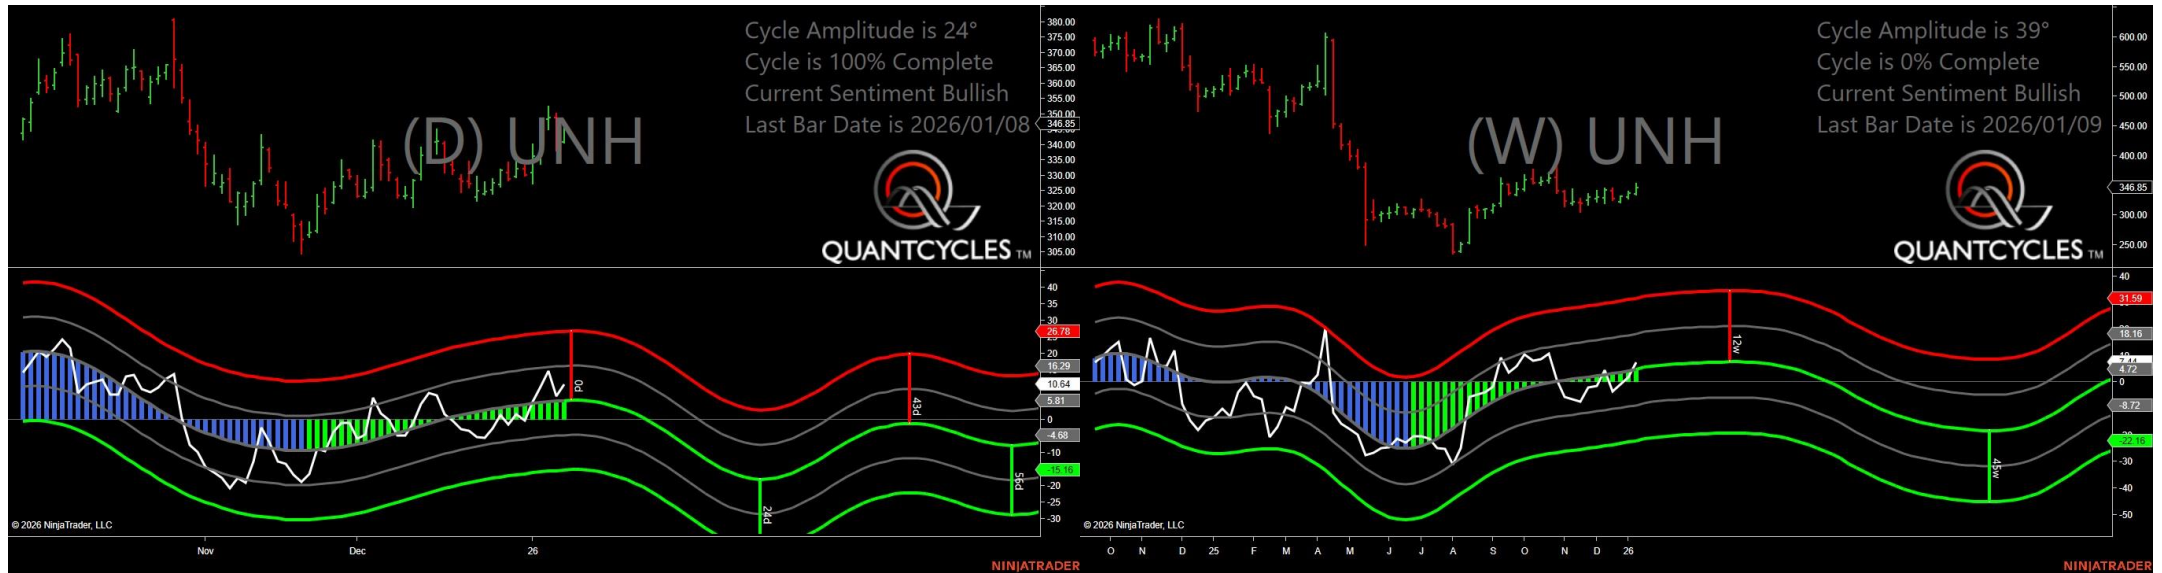 Cycle Amplitude is 24°
Cycle is 100% Complete
Current Sentiment Bullish
Last Bar Date is 2026/01/08
(D) UNH
QUANTCYCLES TM
380.00
375.00
370.00
365.00
360.00
355.00
350.00
346.85
340.00
335.00
330.00
325.00
320.00
315.00
310.00
305.00
40
35
30
26.78
20
16.29
10.64
5.81
0
-4.68
-10
-15.16
-20
-25
-30
0d
24d
43d
56d
© 2026 NinjaTrader, LLC
Nov
Dec
26
NINJATRADER
Cycle Amplitude is 39°
Cycle is 0% Complete
Current Sentiment Bullish
Last Bar Date is 2026/01/09
(W) UNH
QUANTCYCLES TM
600.00
550.00
500.00
450.00
400.00
346.85
300.00
250.00
40
31.59
18.16
4.72
0
-8.72
-22.16
-30
-40
-50
12w
45w
© 2026 NinjaTrader, LLC
O
N
D
25
F
M
A
M
J
J
A
S
O
N
D
26
NINJATRADER